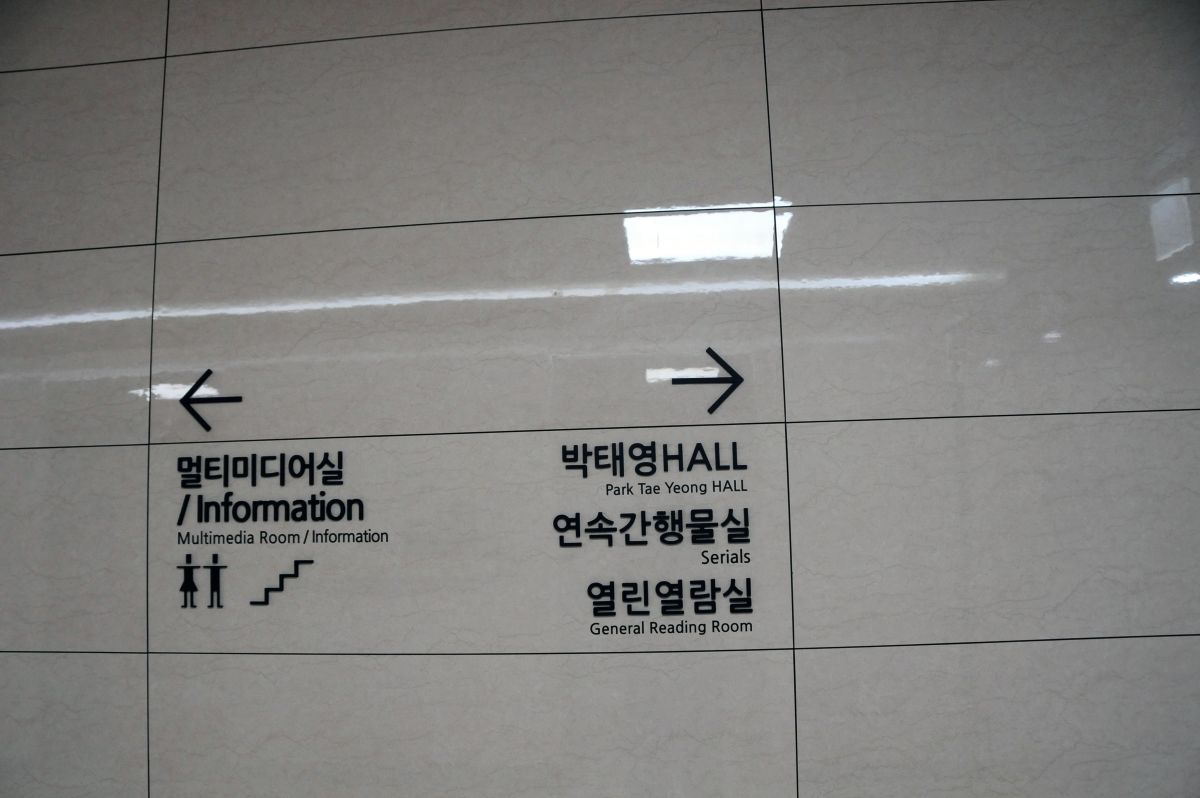 멀티미디어실
/Information
Multimedia Room / Information
박태영HALL
Park Tae Yeong HALL
연속간행물실
Serials
열린열람실
General Reading Room